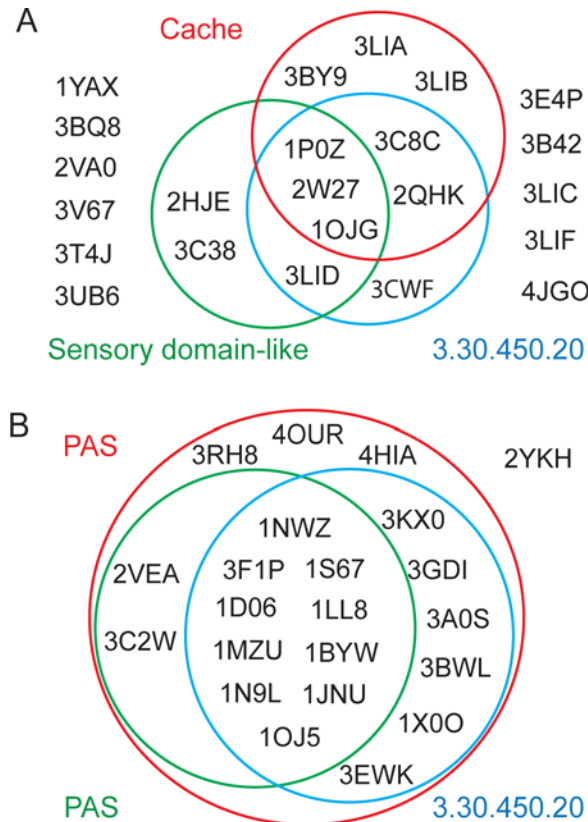 A
Cache
3LIA
3BY9
3LIB
1YAX
3BQ8
2VA0
3V67
3T4J
3UB6
3E4P
3B42
3LIC
3LIF
4JGO
1P0Z
3C8C
2HJE
2W27
2QHK
1OJG
3C38
3LID
3CWF
Sensory domain-like
3.30.450.20
B
PAS
4OUR
3RH8
4HIA
2YKH
1NWZ
3KX0
2VEA
3F1P
1S67
3GDI
1D06
1LL8
3A0S
3C2W
1MZU
1BYW
3BWL
1N9L
1JNU
1X0O
1OJ5
3EWK
PAS
3.30.450.20